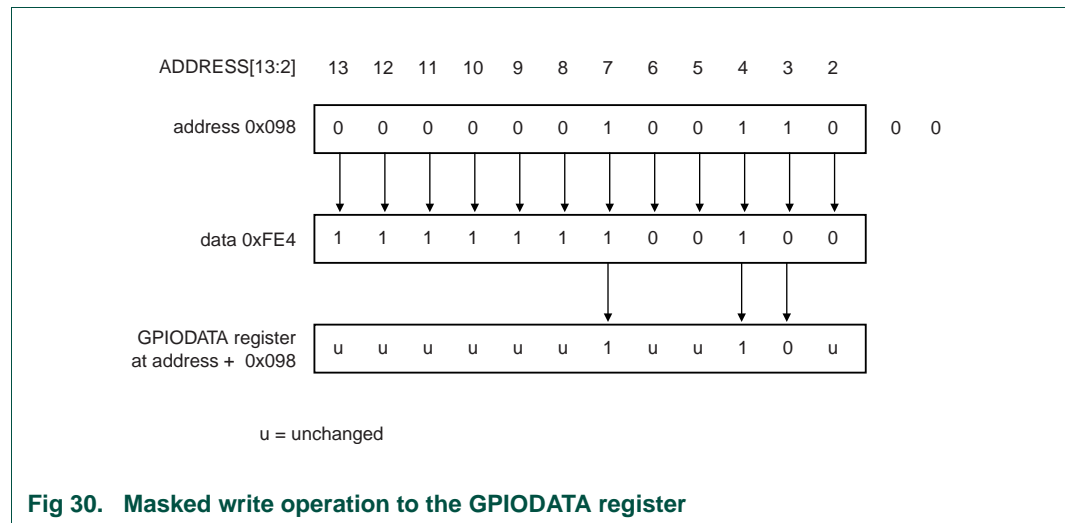 ADDRESS[13:2] 13 12 11 10 9 8 7 6 5 4 3 2
address 0x098 0 0 0 0 0 0 1 0 0 1 1 0 0 0
data 0xFE4 1 1 1 1 1 1 1 0 0 1 0 0
GPIODATA register
at address + 0x098 u u u u u u 1 u u 1 0 u
u = unchanged
Fig 30. Masked write operation to the GPIODATA register